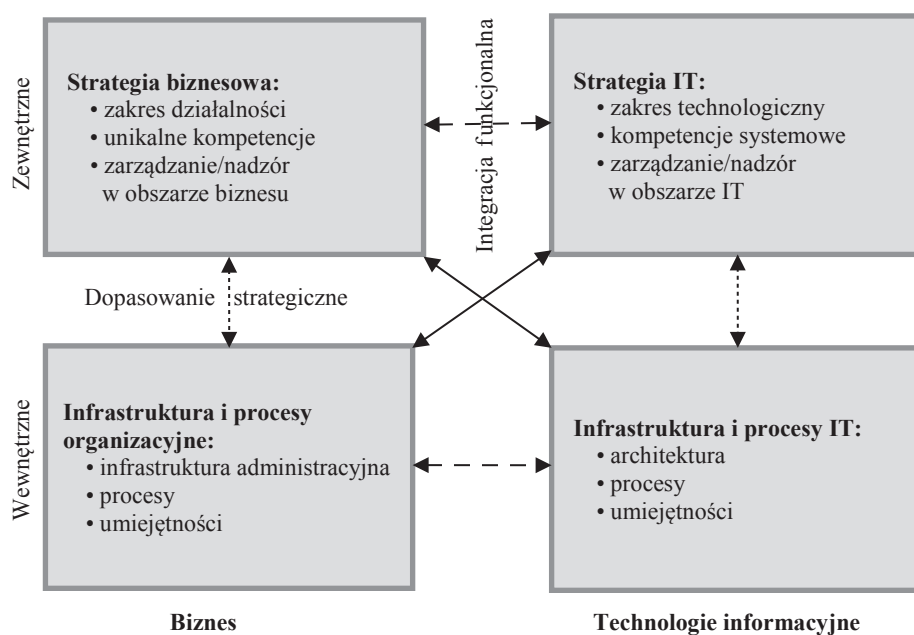 Zewnętrzne
Strategia biznesowa:
• zakres działalności
• unikalne kompetencje
• zarządzanie/nadzór
w obszarze biznesu
Integracja funkcjonalna
Strategia IT:
• zakres technologiczny
• kompetencje systemowe
• zarządzanie/nadzór
w obszarze IT
Dopasowanie strategiczne
Wewnętrzne
Infrastruktura i procesy
organizacyjne:
• infrastruktura administracyjna
• procesy
• umiejętności
Infrastruktura i procesy IT:
• architektura
• procesy
• umiejętności
Biznes
Technologie informacyjne